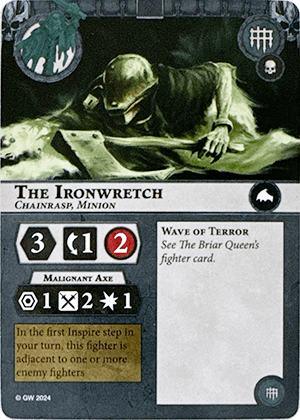 The Ironwretch
Chainrasp, Minion
3 1 2
Malignant Axe
1 2 1
In the first Inspire step in
your turn, this fighter is
adjacent to one or more
enemy fighters
Wave of Terror
See The Briar Queen's
fighter card.
© GW 2024